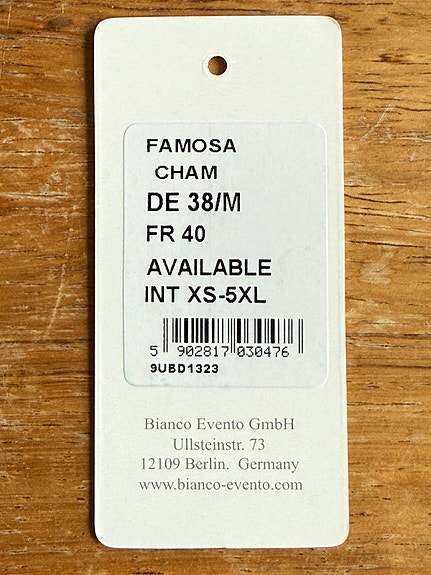 FAMOSA
CHAM
DE 38/M
FR 40
AVAILABLE
INT XS-5XL
5 902817 030476
9UBD1323
Bianco Evento GmbH
Ullsteinstr. 73
12109 Berlin. Germany
www.bianco-evento.com